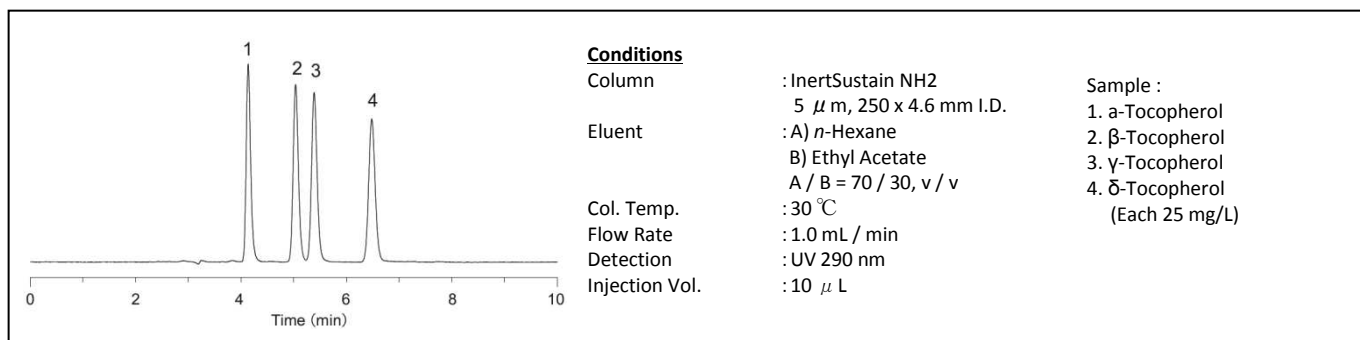 1
2 3
4
0 2 4 6 8 10
Time (min)
Conditions
Column : InertSustain NH2
5 μm, 250 x 4.6 mm I.D.
Eluent : A) n-Hexane
B) Ethyl Acetate
A / B = 70 / 30, v / v
Col. Temp. : 30 ℃
Flow Rate : 1.0 mL / min
Detection : UV 290 nm
Injection Vol. : 10 μL
Sample :
1. a-Tocopherol
2. β-Tocopherol
3. γ-Tocopherol
4. δ-Tocopherol
(Each 25 mg/L)